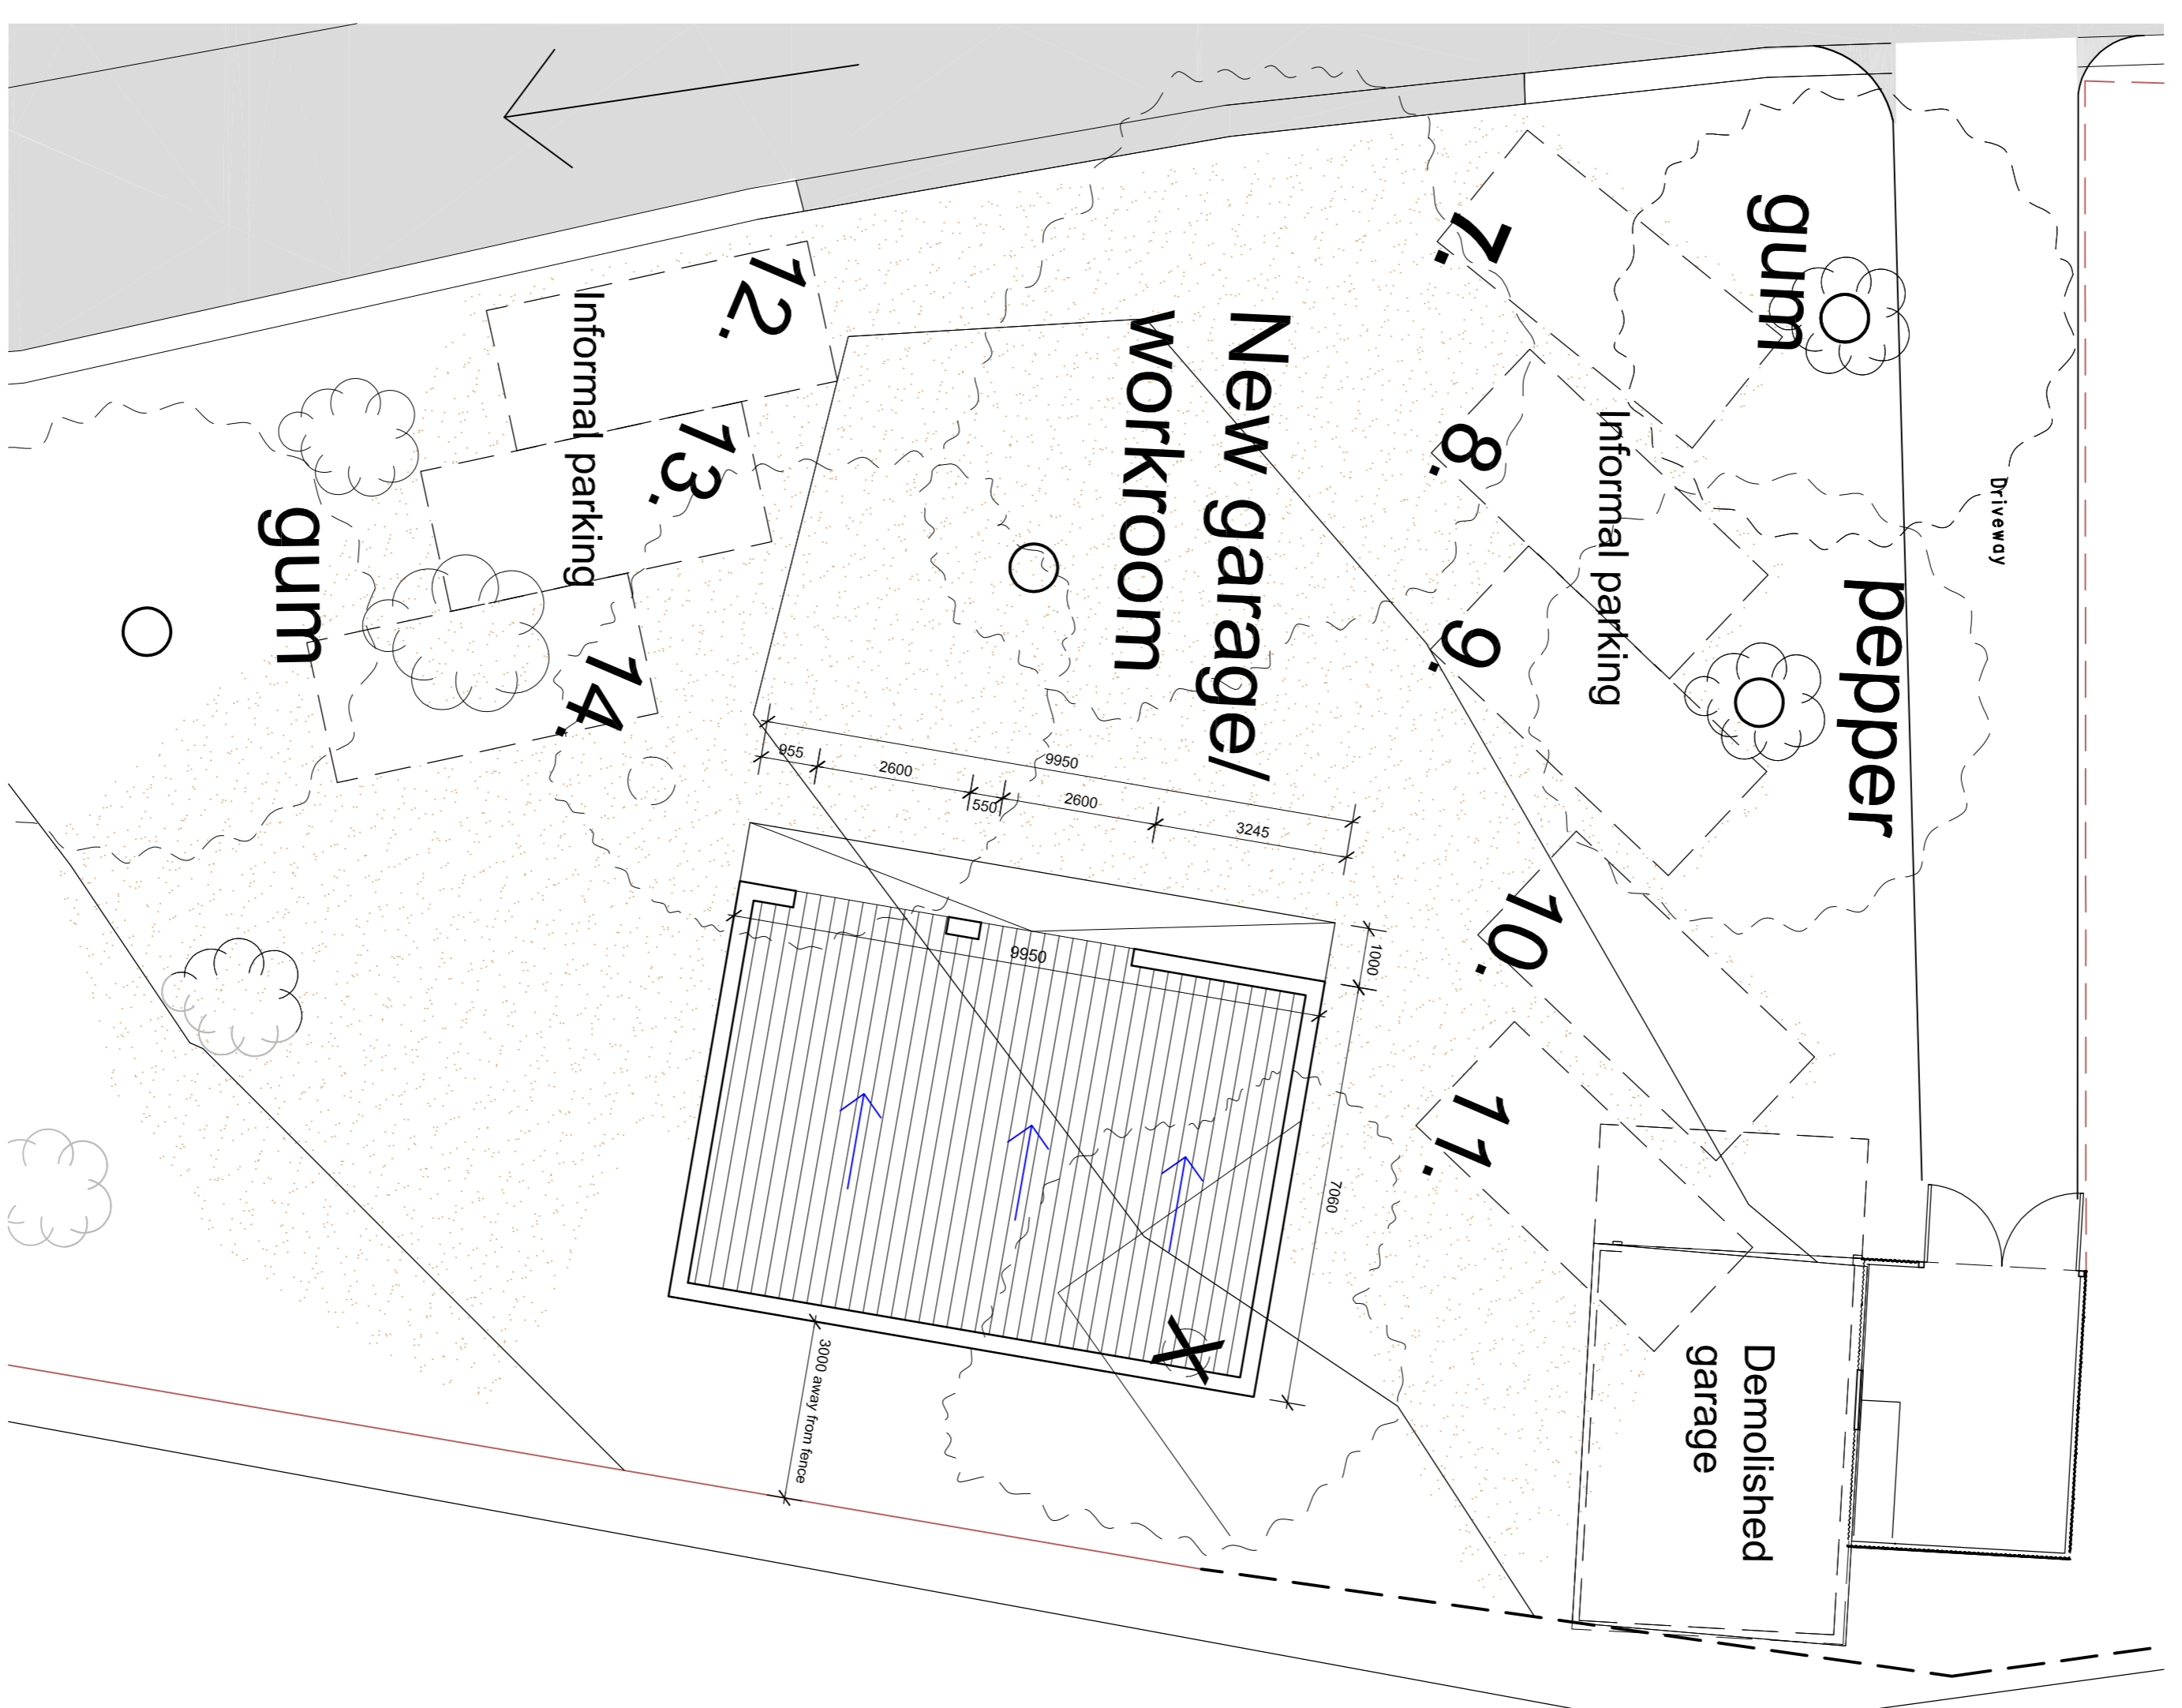 gum
Driveway
7.
12.
Informal parking
New garage/
workroom
8.
Informal parking
13.
gum
pepper
9.
14.
955
2600
550
2600
3245
9950
10.
9950
1000
11.
7060
X
3000 away from fence
Demolished
garage